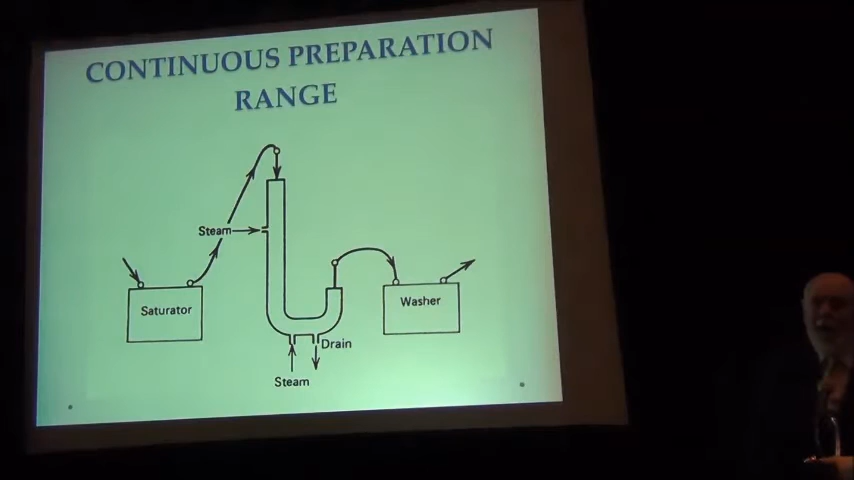 CONTINUOUS PREPARATION
RANGE
Steam
Saturator
Washer
Drain
Steam